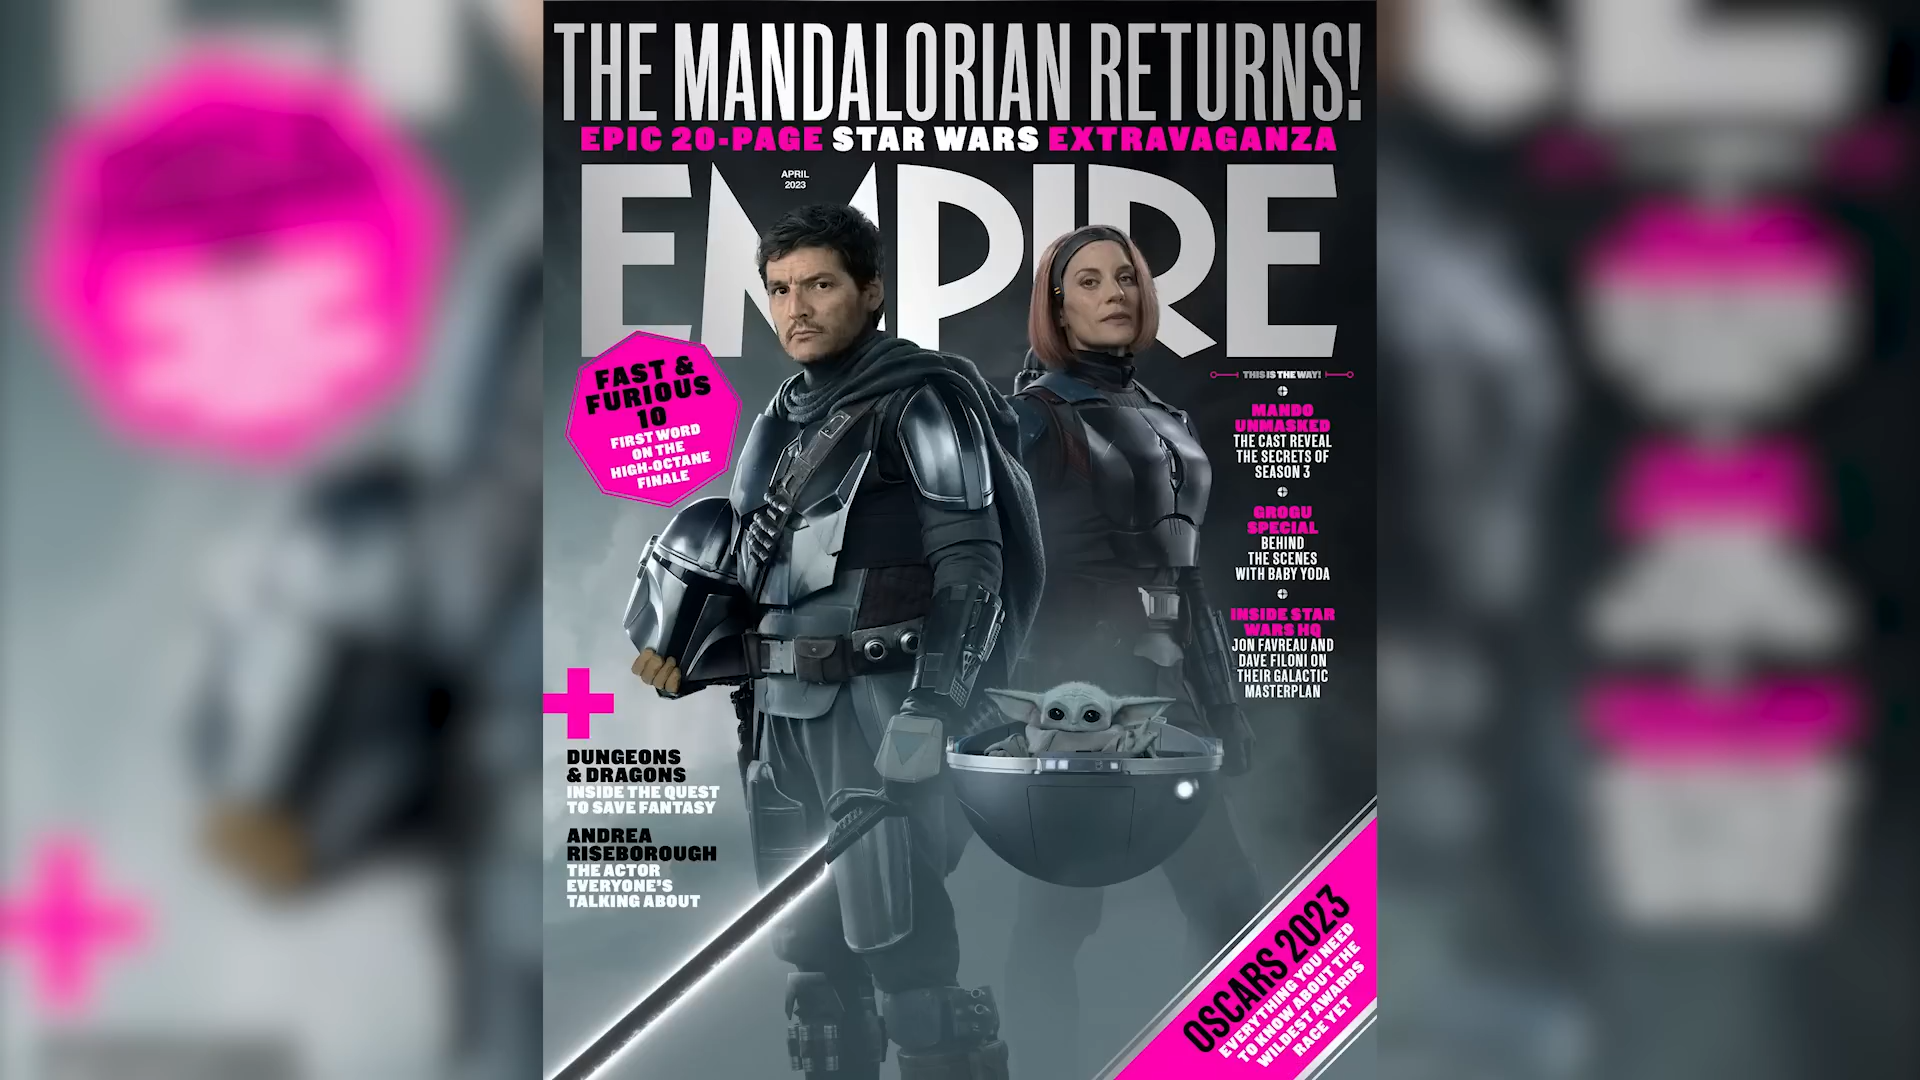 THE MANDALORIAN RETURNS!
EPIC 20-PAGE STAR WARS EXTRAVAGANZA
EMPIRE
APRIL
2023
FAST &
FURIOUS
10
FIRST WORD
ON THE
HIGH-OCTANE
FINALE
THIS IS THE WAY!
MANDO
UNMASKED
THE CAST REVEAL
THE SECRETS OF
SEASON 3
GROGU
SPECIAL
BEHIND
THE SCENES
WITH BABY YODA
INSIDE STAR
WARS HQ
JON FAVREAU AND
DAVE FILONI ON
THEIR GALACTIC
MASTERPLAN
+
DUNGEONS
& DRAGONS
INSIDE THE QUEST
TO SAVE FANTASY
ANDREA
RISEBOROUGH
THE ACTOR
EVERYONE'S
TALKING ABOUT
OSCARS 2023
EVERYTHING YOU NEED
TO KNOW ABOUT THE
WILDEST AWARDS
RACE YET